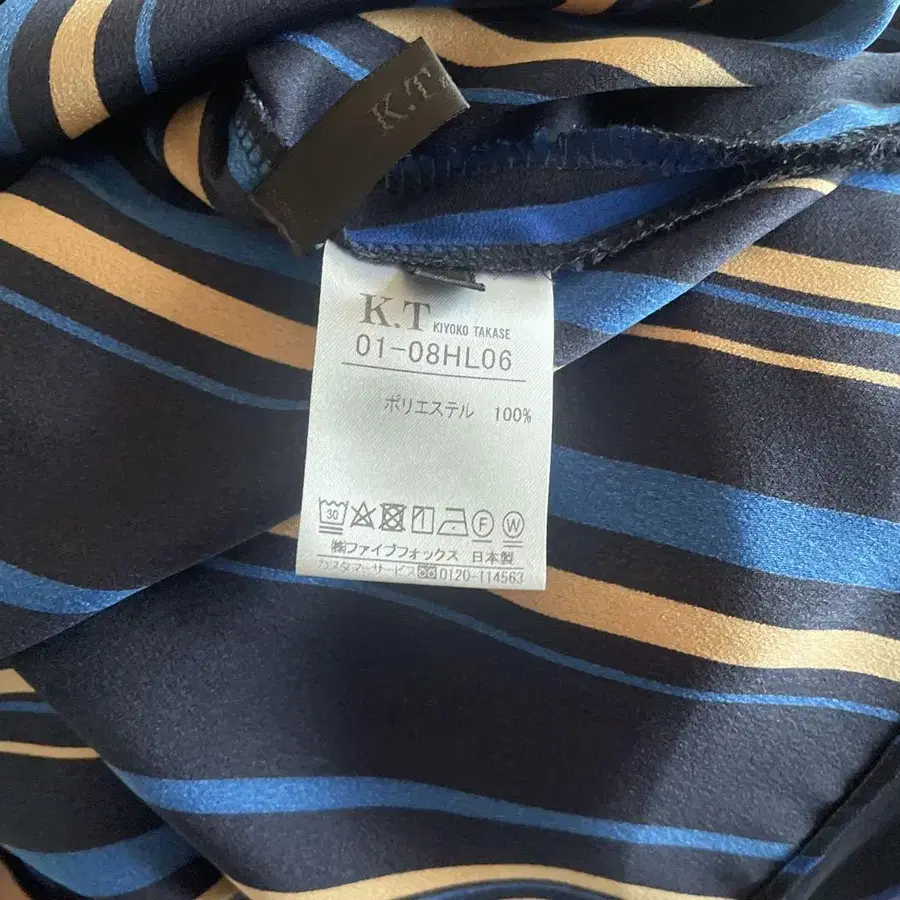 K.T
K.T KIYOKO TAKASE
01-08HL06
ポリエステル 100%
30
F W
㈱ファイブフォックス 日本製
カスタマーサービス 0120-114563